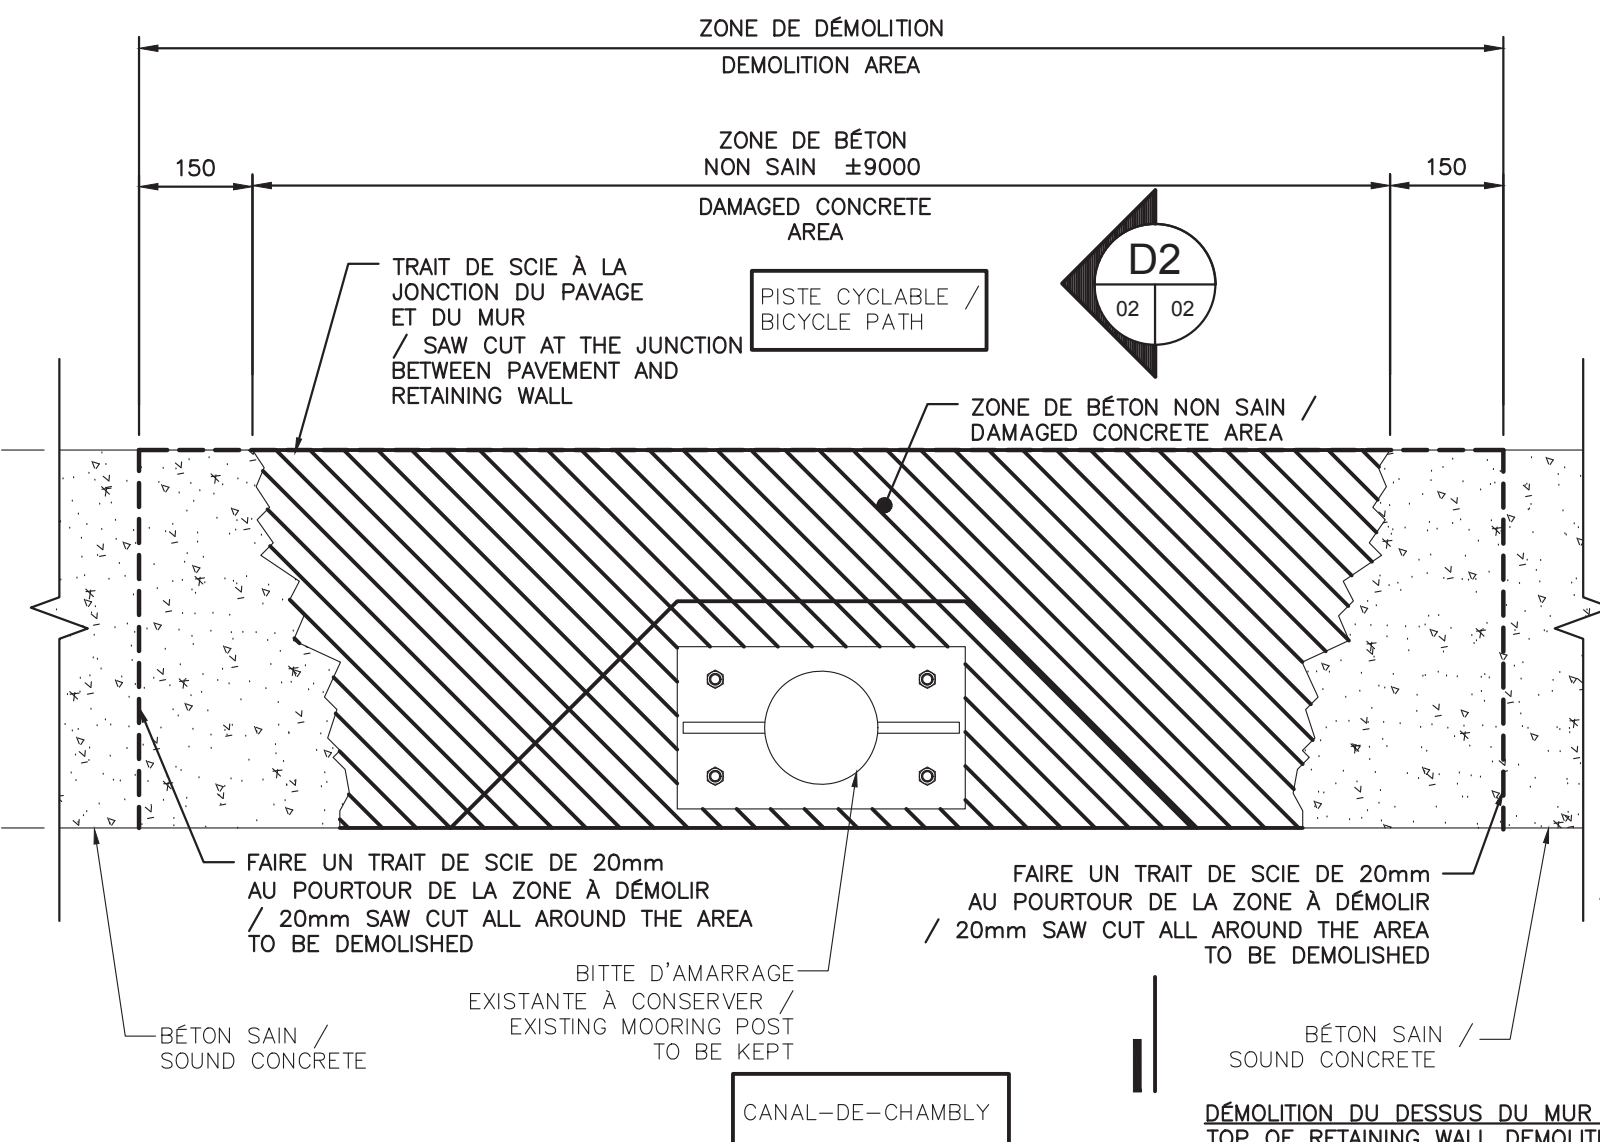 ZONE DE DÉMOLITION
DEMOLITION AREA
150
ZONE DE BÉTON
NON SAIN ±9000
150
DAMAGED CONCRETE
AREA
TRAIT DE SCIE À LA
JONCTION DU PAVAGE
ET DU MUR
/ SAW CUT AT THE JUNCTION
BETWEEN PAVEMENT AND
RETAINING WALL
PISTE CYCLABLE /
BICYCLE PATH
D2
02 02
ZONE DE BÉTON NON SAIN /
DAMAGED CONCRETE AREA
FAIRE UN TRAIT DE SCIE DE 20mm
AU POURTOUR DE LA ZONE À DÉMOLIR
/ 20mm SAW CUT ALL AROUND THE AREA
TO BE DEMOLISHED
FAIRE UN TRAIT DE SCIE DE 20mm
AU POURTOUR DE LA ZONE À DÉMOLIR
/ 20mm SAW CUT ALL AROUND THE AREA
TO BE DEMOLISHED
BITTE D'AMARRAGE
EXISTANTE À CONSERVER /
EXISTING MOORING POST
TO BE KEPT
BÉTON SAIN /
SOUND CONCRETE
BÉTON SAIN /
SOUND CONCRETE
CANAL-DE-CHAMBLY
DÉMOLITION DU DESSUS DU MUR
TOP OF RETAINING WALL